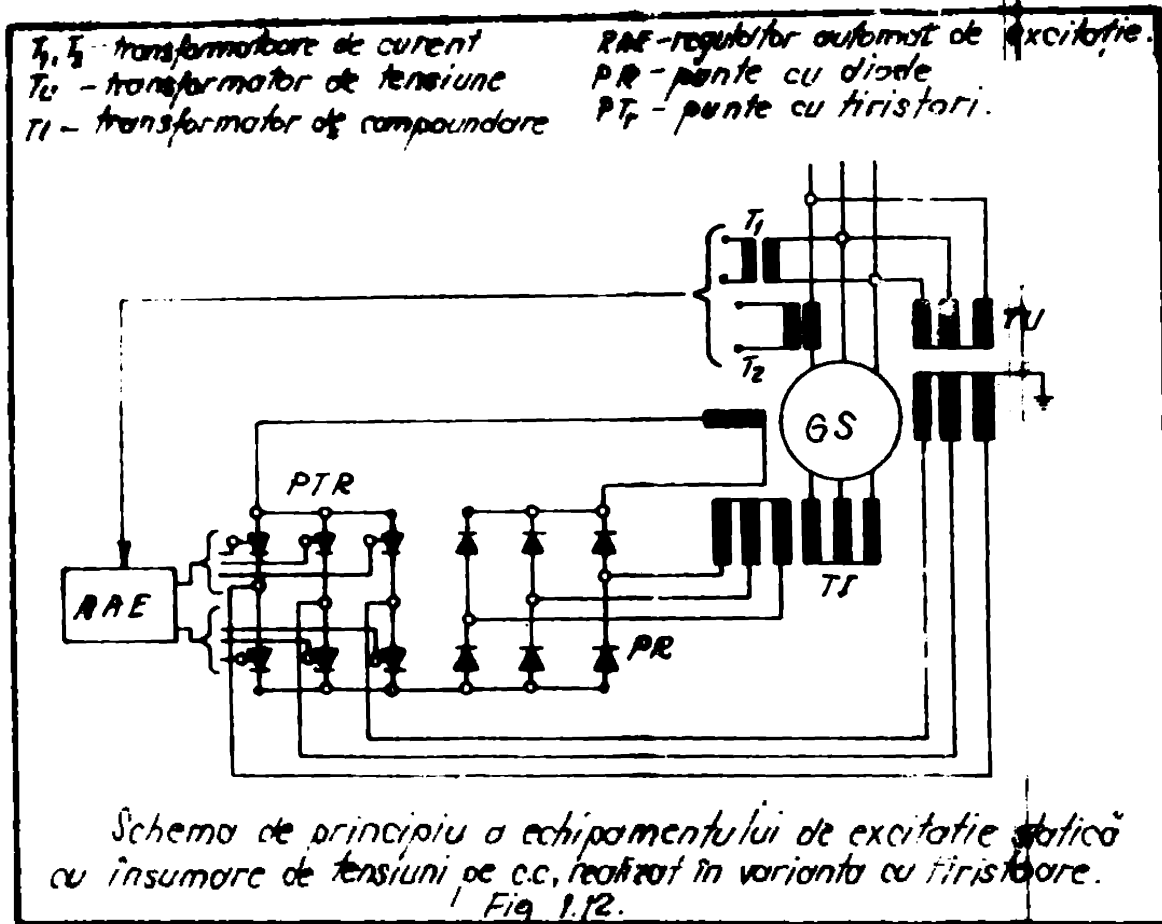 T1, T2 - transformatoare de curent
TU - transformator de tensiune
TI - transformator de compoundare
RAE - regulator automat de excitație.
PR - punte cu diode
PTr - punte cu tiristori.
T1
TU
T2
GS
PTR
TI
RAE
PR
Schema de principiu a echipamentului de excitatie statică
cu însumare de tensiuni pe c.c, realizat în varianta cu tiristoare.
Fig 1.12.